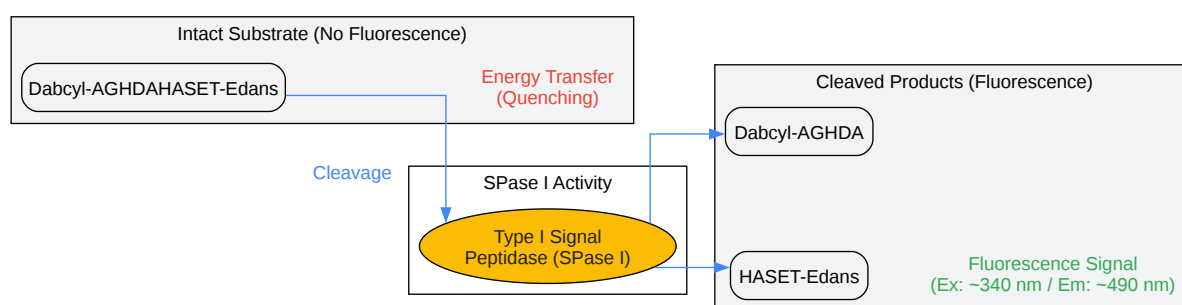 Intact Substrate (No Fluorescence)
Dabcyl-AGHDAHASET-Edans
Energy Transfer
(Quenching)
Cleavage
SPase I Activity
Type I Signal
Peptidase (SPase I)
Cleaved Products (Fluorescence)
Dabcyl-AGHDA
HASET-Edans
Fluorescence Signal
(Ex: ~340 nm / Em: ~490 nm)